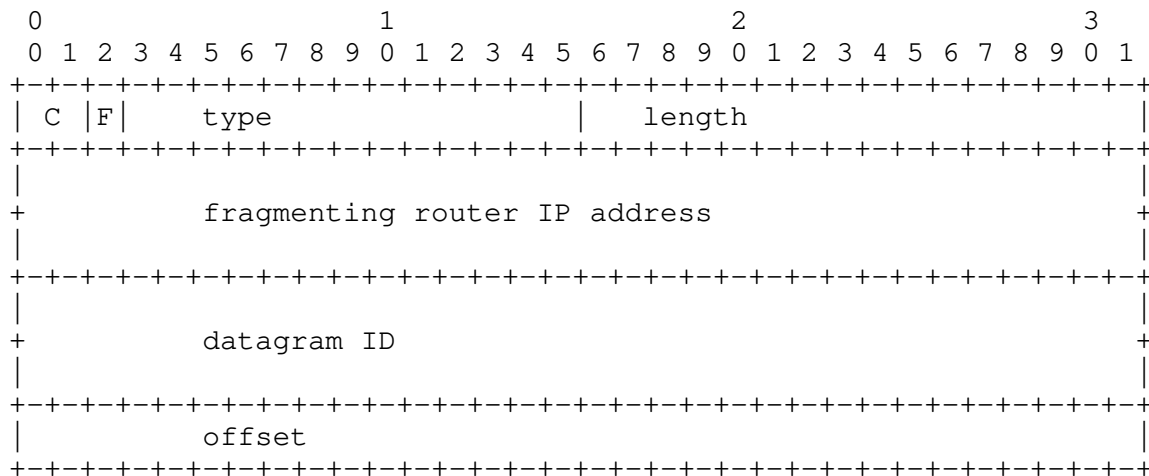 0                   1                   2                   3
 0 1 2 3 4 5 6 7 8 9 0 1 2 3 4 5 6 7 8 9 0 1 2 3 4 5 6 7 8 9 0 1
+-+-+-+-+-+-+-+-+-+-+-+-+-+-+-+-+-+-+-+-+-+-+-+-+-+-+-+-+-+-+-+-+
| C |F|    type                 |   length                      |
+-+-+-+-+-+-+-+-+-+-+-+-+-+-+-+-+-+-+-+-+-+-+-+-+-+-+-+-+-+-+-+-+
|                                                               |
+          fragmenting router IP address                        +
|                                                               |
+-+-+-+-+-+-+-+-+-+-+-+-+-+-+-+-+-+-+-+-+-+-+-+-+-+-+-+-+-+-+-+-+
|                                                               |
+          datagram ID                                          +
|                                                               |
+-+-+-+-+-+-+-+-+-+-+-+-+-+-+-+-+-+-+-+-+-+-+-+-+-+-+-+-+-+-+-+-+
|          offset                                               |
+-+-+-+-+-+-+-+-+-+-+-+-+-+-+-+-+-+-+-+-+-+-+-+-+-+-+-+-+-+-+-+-+